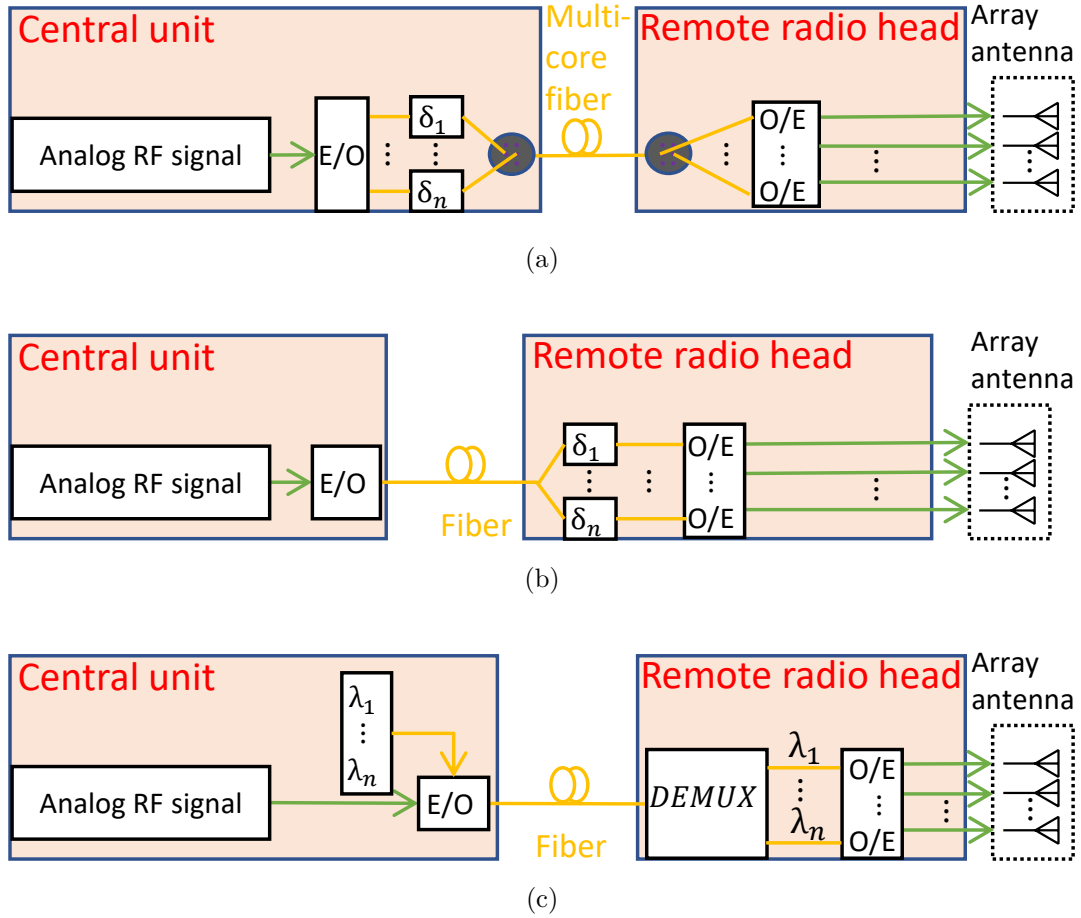 Central unit
Multi-
core
fiber
Remote radio head
Array
antenna
Analog RF signal
E/O
δ₁
⋮ ⋮
δₙ
⋮
O/E
⋮
O/E
⋮
⋮
(a)
Central unit
Remote radio head
Array
antenna
Analog RF signal
E/O
Fiber
δ₁
⋮ ⋮
δₙ
O/E
⋮
O/E
⋮
⋮
(b)
Central unit
Remote radio head
Array
antenna
λ₁
⋮
λₙ
Analog RF signal
E/O
Fiber
DEMUX
λ₁
⋮
λₙ
O/E
⋮
O/E
⋮
⋮
(c)